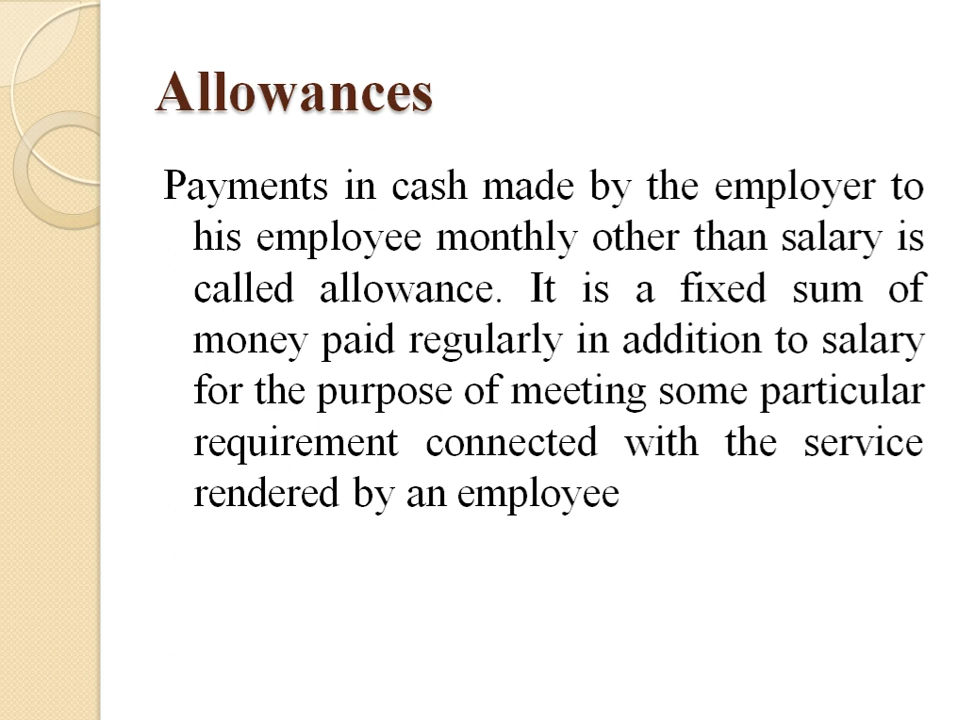 Allowances
Payments in cash made by the employer to
his employee monthly other than salary is
called allowance. It is a fixed sum of
money paid regularly in addition to salary
for the purpose of meeting some particular
requirement connected with the service
rendered by an employee